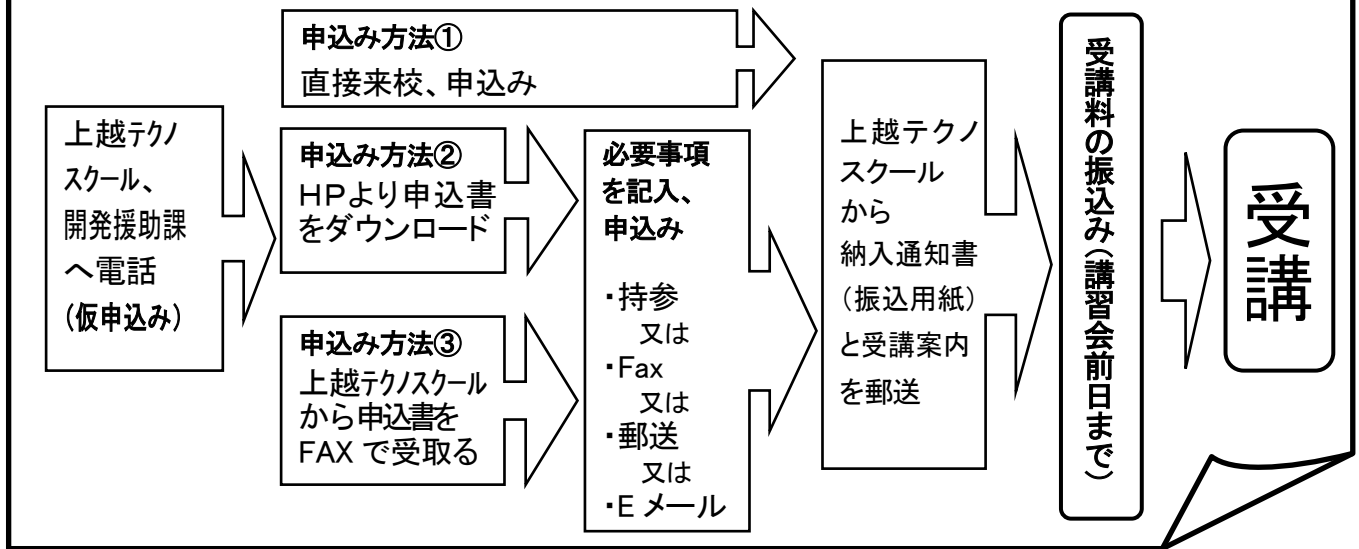 上越テクノ
スクール、
開発援助課
へ電話
(仮申込み)
申込み方法①
直接来校、申込み
申込み方法②
HPより申込書
をダウンロード
申込み方法③
上越テクノスクール
から申込書を
FAX で受取る
必要事項
を記入、
申込み
・持参
又は
・Fax
又は
・郵送
又は
・E メール
上越テクノ
スクール
から
納入通知書
(振込用紙)
と受講案内
を郵送
受講料の振込み(講習会前日まで)
受講